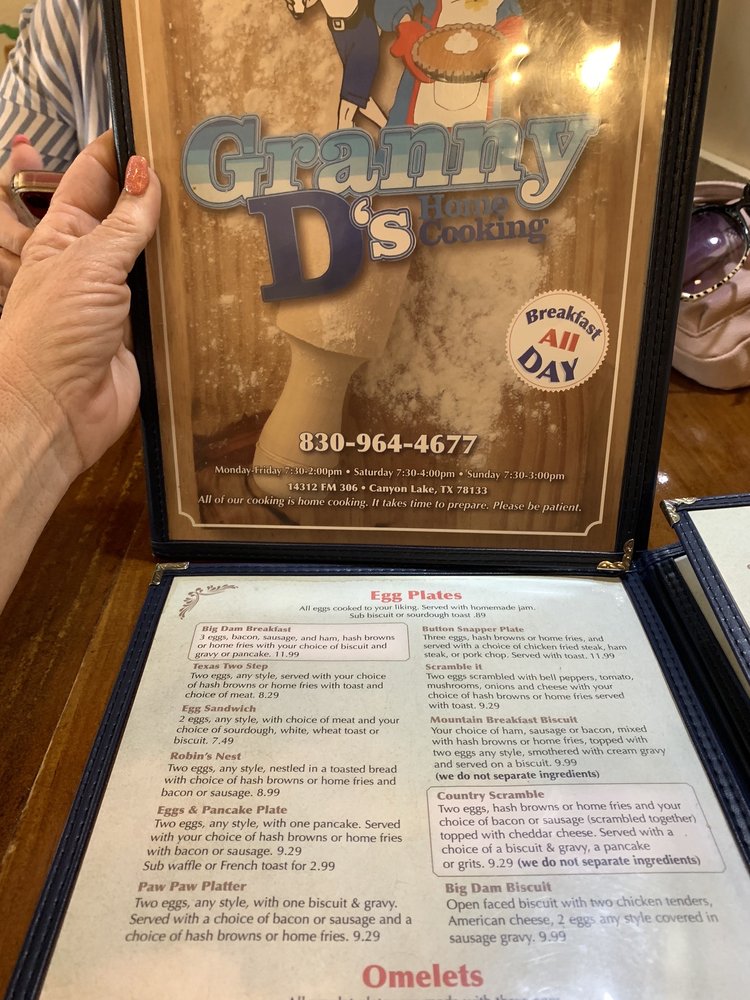 Granny
D's Home
Cooking
Breakfast
All
DAY
830-964-4677
Monday-Friday 7:30-2:00pm • Saturday 7:30-4:00pm • Sunday 7:30-3:00pm
14312 FM 306 • Canyon Lake, TX 78133
All of our cooking is home cooking. It takes time to prepare. Please be patient.
Egg Plates
All eggs cooked to your liking. Served with homemade jam.
Sub biscuit or sourdough toast .89
Big Dam Breakfast
3 eggs, bacon, sausage, and ham, hash browns
or home fries with your choice of biscuit and
gravy or pancake. 11.99
Texas Two Step
Two eggs, any style, served with your choice
of hash browns or home fries with toast and
choice of meat. 8.29
Egg Sandwich
2 eggs, any style, with choice of meat and your
choice of sourdough, white, wheat toast or
biscuit. 7.49
Robin's Nest
Two eggs, any style, nestled in a toasted bread
with choice of hash browns or home fries and
bacon or sausage. 8.99
Eggs & Pancake Plate
Two eggs, any style, with one pancake. Served
with your choice of hash browns or home fries
with bacon or sausage. 9.29
Sub waffle or French toast for 2.99
Paw Paw Platter
Two eggs, any style, with one biscuit & gravy.
Served with a choice of bacon or sausage and a
choice of hash browns or home fries. 9.29
Button Snapper Plate
Three eggs, hash browns or home fries, and
served with a choice of chicken fried steak, ham
steak, or pork chop. Served with toast. 11.99
Scramble it
Two eggs scrambled with bell peppers, tomato,
mushrooms, onions and cheese with your
choice of hash browns or home fries served
with toast. 9.29
Mountain Breakfast Biscuit
Your choice of ham, sausage or bacon, mixed
with hash browns or home fries, topped with
two eggs any style, smothered with cream gravy
and served on a biscuit. 9.99
(we do not separate ingredients)
Country Scramble
Two eggs, hash browns or home fries and your
choice of bacon or sausage (scrambled together)
topped with cheddar cheese. Served with a
choice of a biscuit & gravy, a pancake
or grits. 9.29 (we do not separate ingredients)
Big Dam Biscuit
Open faced biscuit with two chicken tenders,
American cheese, 2 eggs any style covered in
sausage gravy. 9.99
Omelets